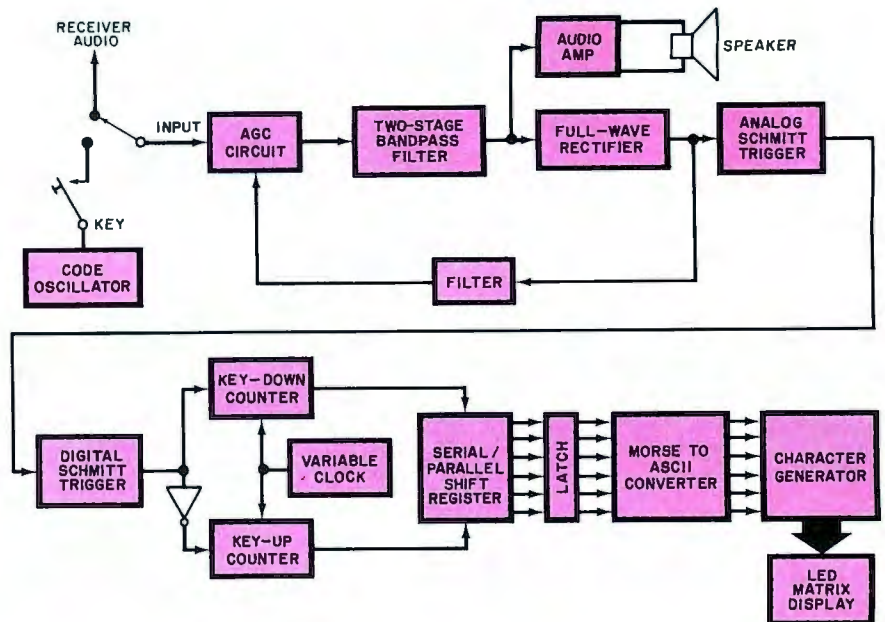 RECEIVER
AUDIO
INPUT
KEY
CODE
OSCILLATOR
AGC
CIRCUIT
TWO-STAGE
BANDPASS
FILTER
AUDIO
AMP
SPEAKER
FULL-WAVE
RECTIFIER
ANALOG
SCHMITT
TRIGGER
FILTER
DIGITAL
SCHMITT
TRIGGER
KEY-DOWN
COUNTER
VARIABLE
CLOCK
KEY-UP
COUNTER
SERIAL/
PARALLEL
SHIFT
REGISTER
LATCH
MORSE TO
ASCII
CONVERTER
CHARACTER
GENERATOR
LED
MATRIX
DISPLAY